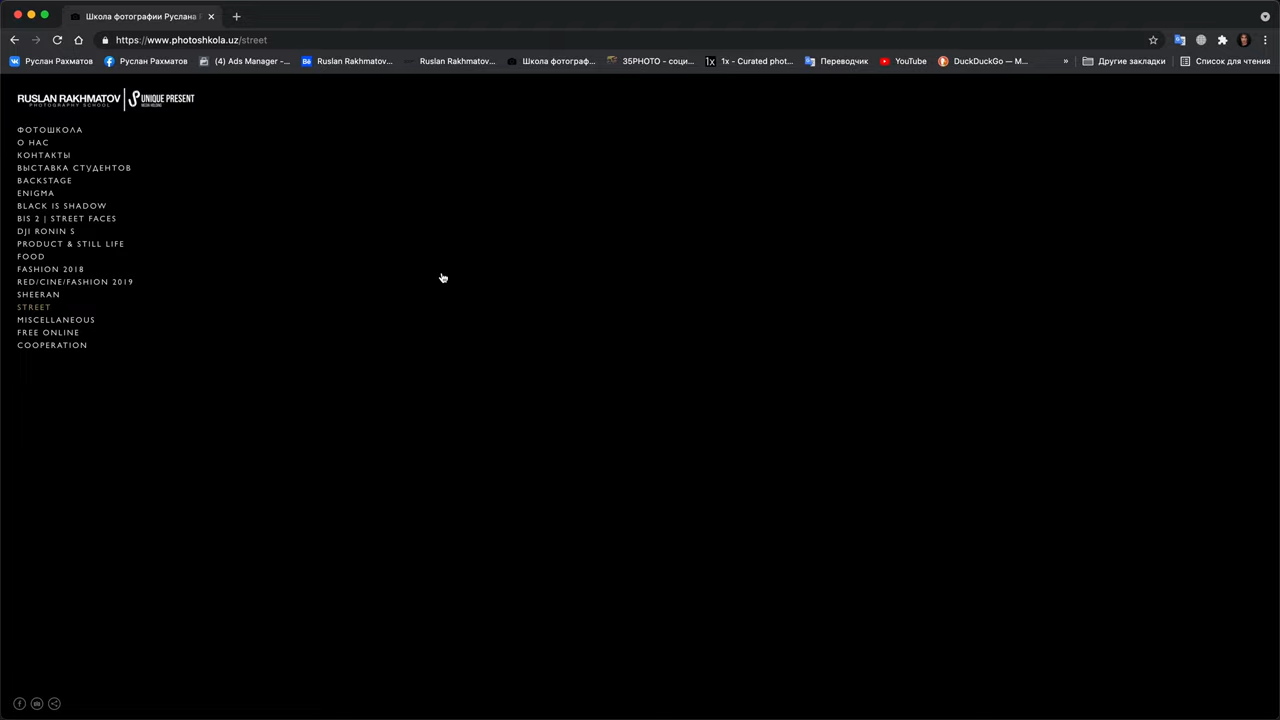 Школа фотографии Руслана
https://www.photoshkola.uz/street
Руслан Рахматов
Руслан Рахматов
(4) Ads Manager -...
Bē
Ruslan Rakhmatov...
Ruslan Rakhmatov...
Школа фотограф...
35PHOTO - соци...
1x
1x - Curated phot...
Переводчик
YouTube
DuckDuckGo — M...
»
Другие закладки
Список для чтения
RUSLAN RAKHMATOV
PHOTOGRAPHY SCHOOL
UNIQUE PRESENT
ФОТОШКОЛА
О НАС
КОНТАКТЫ
ВЫСТАВКА СТУДЕНТОВ
BACKSTAGE
ENIGMA
BLACK IS SHADOW
BIS 2 | STREET FACES
DJI RONIN S
PRODUCT & STILL LIFE
FOOD
FASHION 2018
RED/CINE/FASHION 2019
SHEERAN
STREET
MISCELLANEOUS
FREE ONLINE
COOPERATION